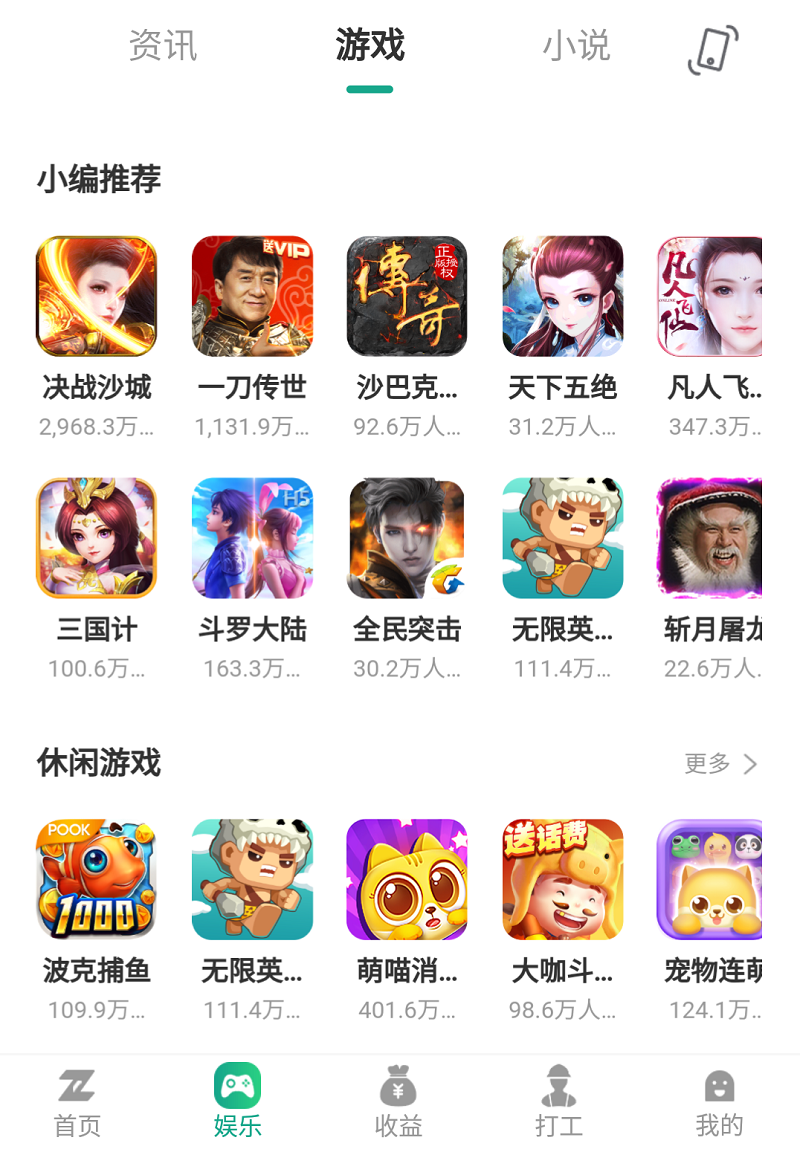 资讯 游戏 小说
小编推荐
送VIP
傳奇
正版授权
凡人飞仙
决战沙城 一刀传世 沙巴克... 天下五绝 凡人飞...
2,968.3万... 1,131.9万... 92.6万人... 31.2万人... 347.3万...
H5
三国计 斗罗大陆 全民突击 无限英... 斩月屠龙
100.6万... 163.3万... 30.2万人... 111.4万... 22.6万人...
休闲游戏 更多
POOK
1000
送话费
波克捕鱼 无限英... 萌喵消... 大咖斗... 宠物连萌
109.9万... 111.4万... 401.6万... 98.6万人... 124.1万...
首页 娱乐 收益 打工 我的